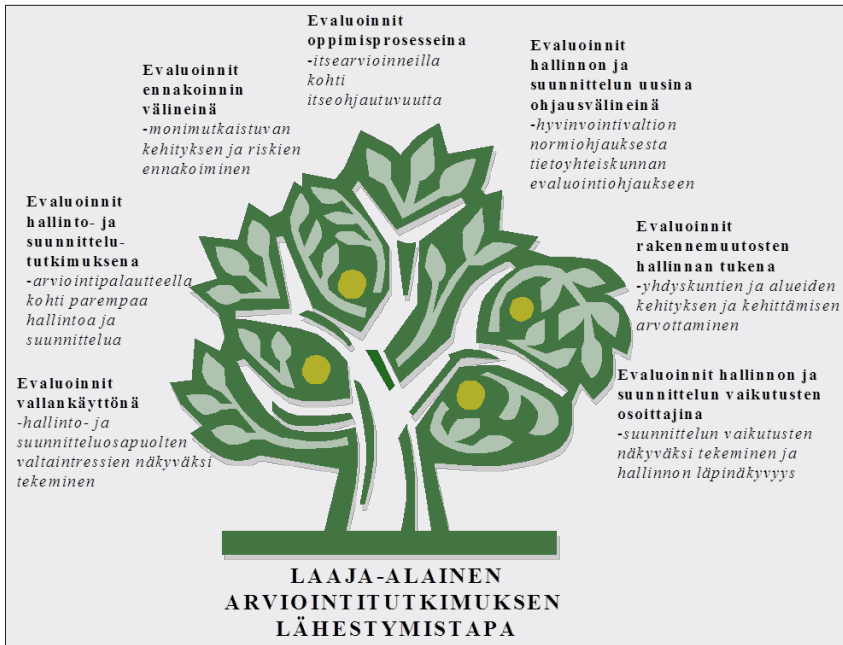 Evaluoinnit
oppimisprosesseina
-itsearvioinneilla
kohti
itseohjautuvuutta
Evaluoinnit
ennakoinnin
välineinä
-monimutkaistuvan
kehityksen ja riskien
ennakoiminen
Evaluoinnit
hallinnon ja
suunnittelun uusina
ohjausvälineinä
-hyvinvointivaltion
normiohjauksesta
tietoyhteiskunnan
evaluointiohjaukseen
Evaluoinnit
hallinto- ja
suunnittelu-
tutkimuksena
-arviointipalautteella
kohti parempaa
hallintoa ja
suunnittelua
Evaluoinnit
rakennemuutosten
hallinnan tukena
-yhdyskuntien ja alueiden
kehityksen ja kehittämisen
arvottaminen
Evaluoinnit
vallankäyttönä
-hallinto- ja
suunnitteluosapuolten
valtaintressien näkyväksi
tekeminen
Evaluoinnit hallinnon ja
suunnittelun vaikutusten
osoittajina
-suunnittelun vaikutusten
näkyväksi tekeminen ja
hallinnon läpinäkyvyys
LAAJA-ALAINEN
ARVIOINTITUTKIMUKSEN
LÄHESTYMISTAPA